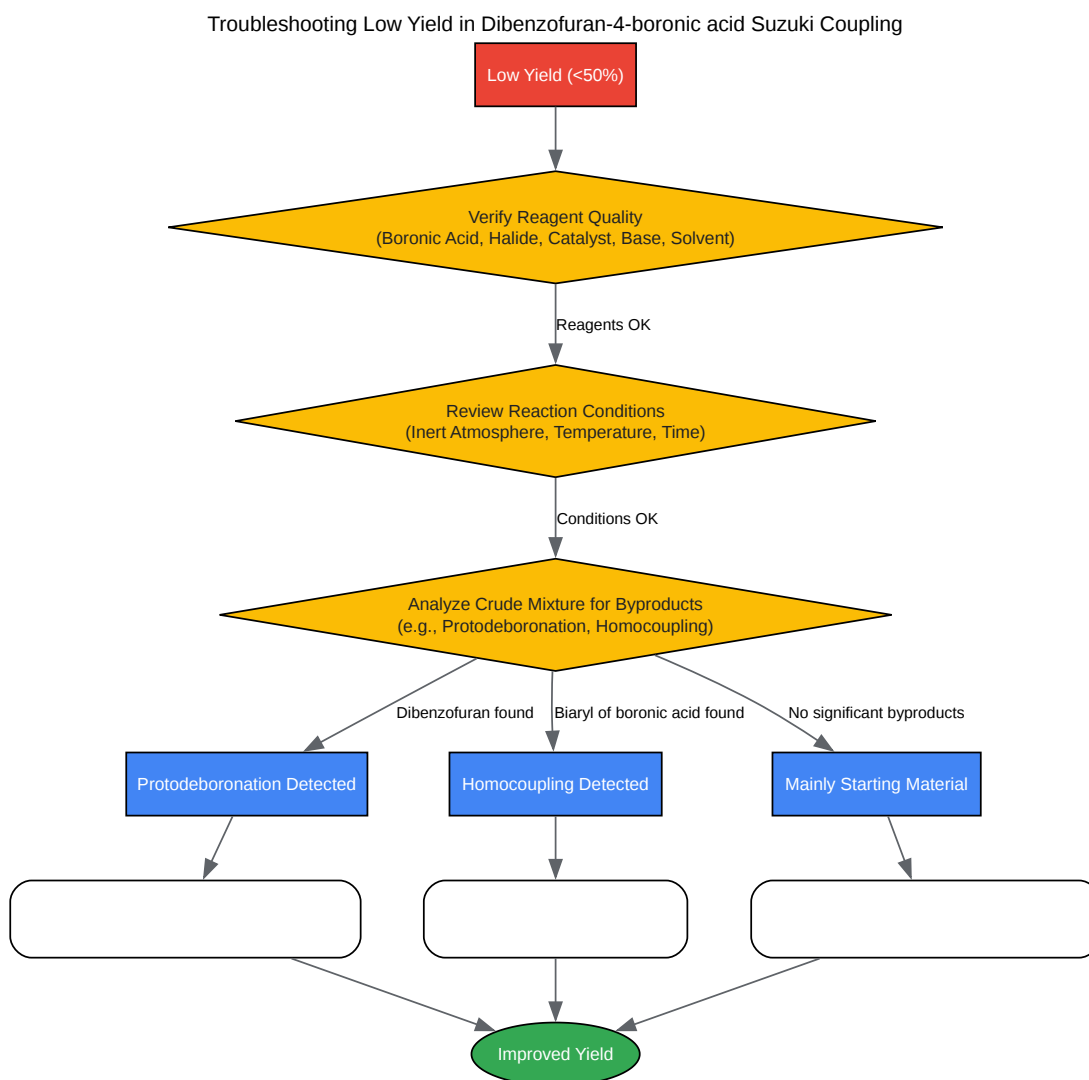 Troubleshooting Low Yield in Dibenzofuran-4-boronic acid Suzuki Coupling
Low Yield (<50%)
Verify Reagent Quality
(Boronic Acid, Halide, Catalyst, Base, Solvent)
Reagents OK
Review Reaction Conditions
(Inert Atmosphere, Temperature, Time)
Conditions OK
Analyze Crude Mixture for Byproducts
(e.g., Protodeboronation, Homocoupling)
Dibenzofuran found
Biaryl of boronic acid found
No significant byproducts
Protodeboronation Detected
Homocoupling Detected
Mainly Starting Material
Improved Yield